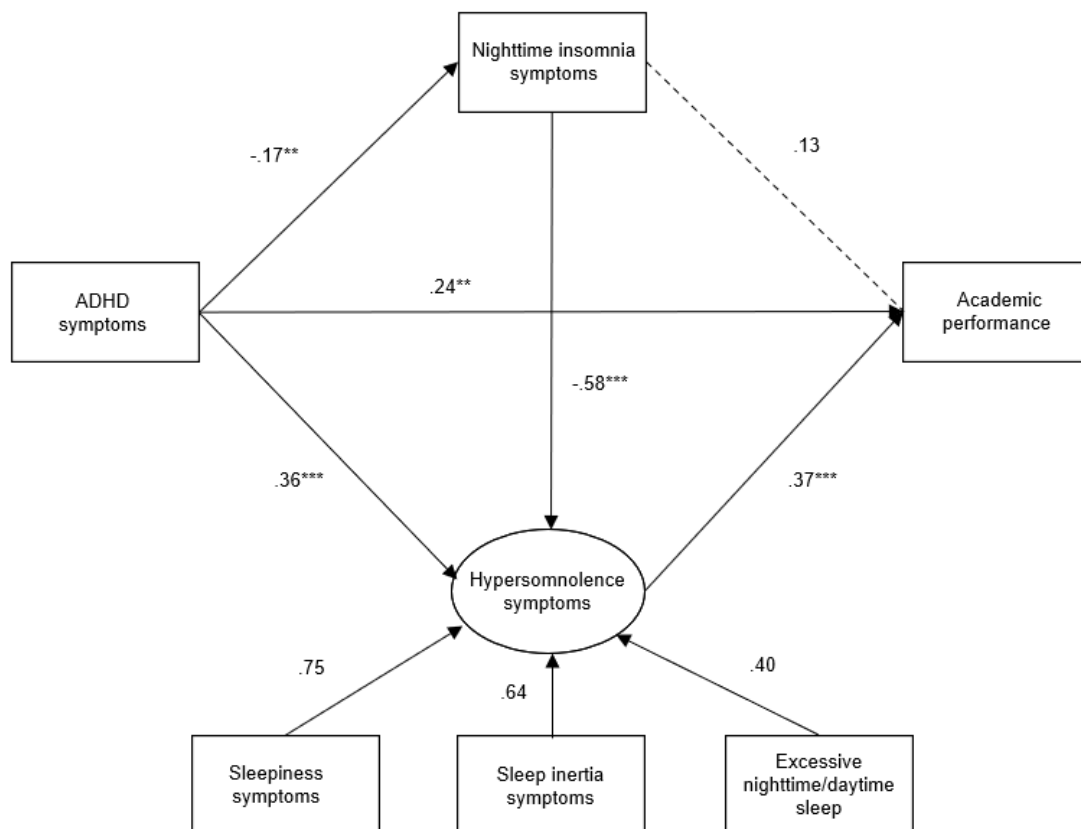 Nighttime insomnia
symptoms
-.17**
.13
ADHD
symptoms
.24**
Academic
performance
-.58***
.36***
.37***
Hypersomnolence
symptoms
.75
.64
.40
Sleepiness
symptoms
Sleep inertia
symptoms
Excessive
nighttime/daytime
sleep